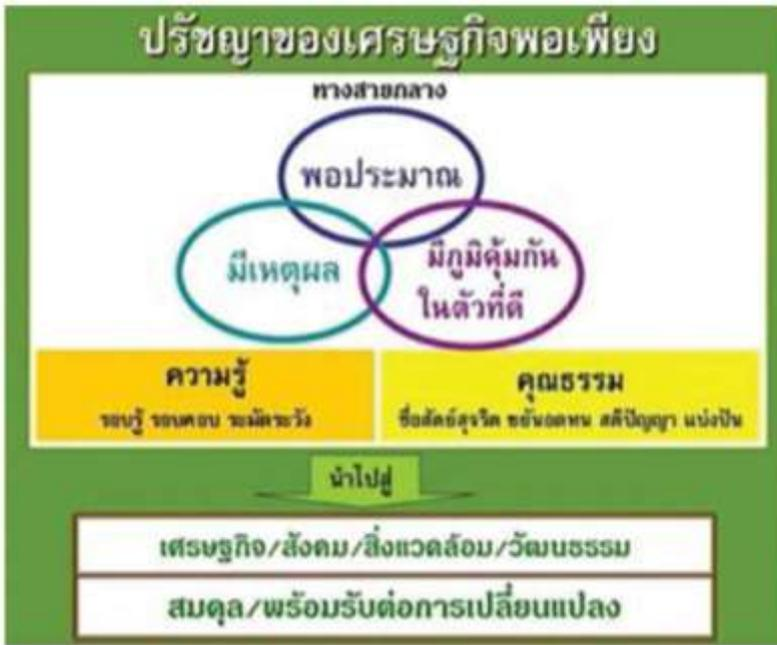 ปรัชญาของเศรษฐกิจพอเพียง
ทางสายกลาง
พอประมาณ
มีเหตุผล
มีภูมิคุ้มกัน
ในตัวที่ดี
ความรู้
รอบรู้ รอบคอบ ระมัดระวัง
คุณธรรม
ซื่อสัตย์สุจริต ขยันอดทน สติปัญญา แบ่งปัน
นำไปสู่
เศรษฐกิจ/สังคม/สิ่งแวดล้อม/วัฒนธรรม
สมดุล/พร้อมรับต่อการเปลี่ยนแปลง